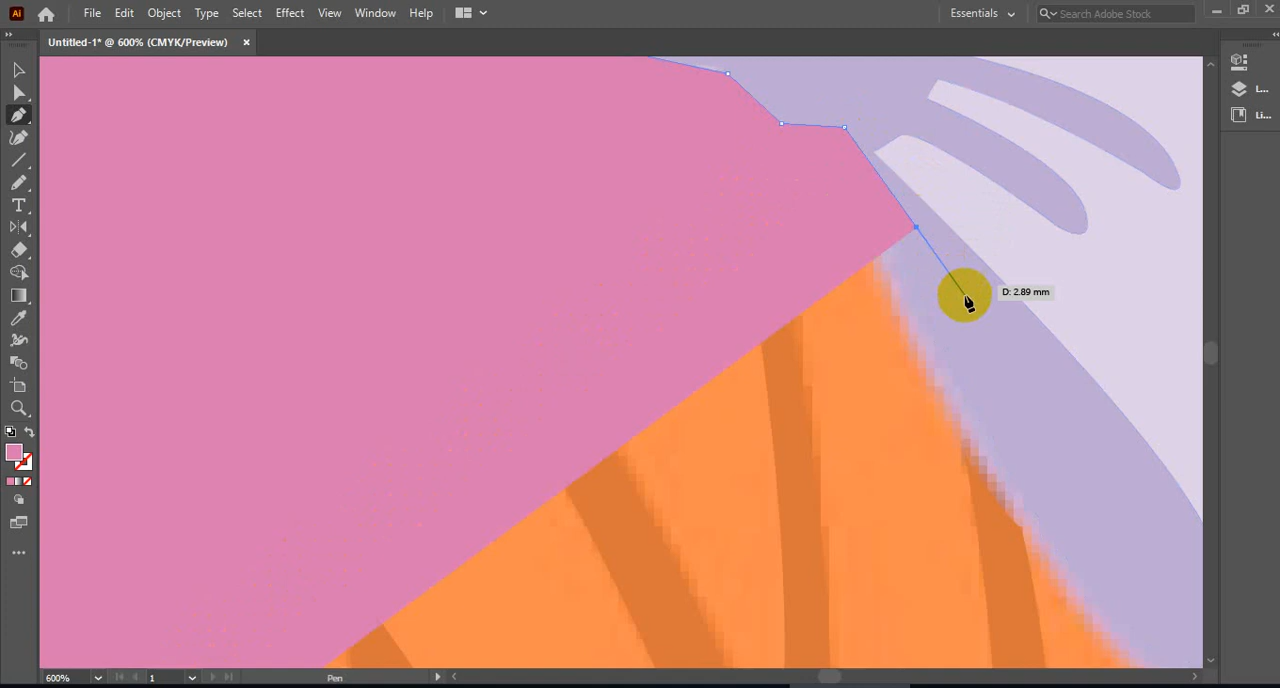 Ai File Edit Object Type Select Effect View Window Help Essentials Search Adobe Stock
Untitled-1* @ 600% (CMYK/Preview) ×
L...
Li...
D: 2.89 mm
600% 1 Pen